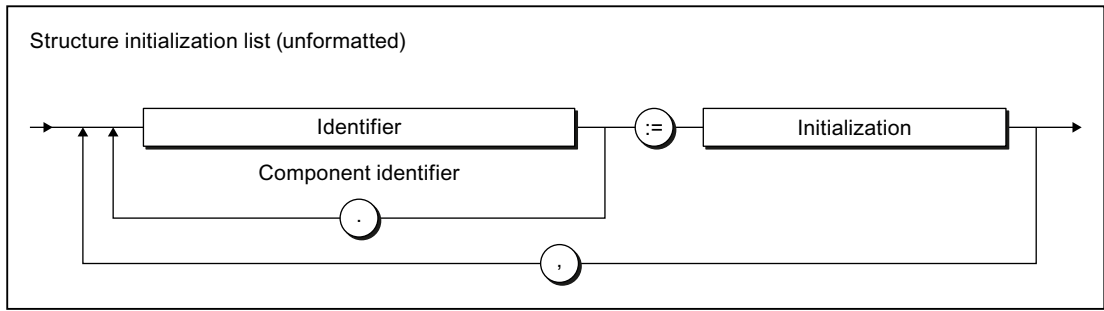 Structure initialization list (unformatted)
Identifier
:=
Initialization
Component identifier
.
,